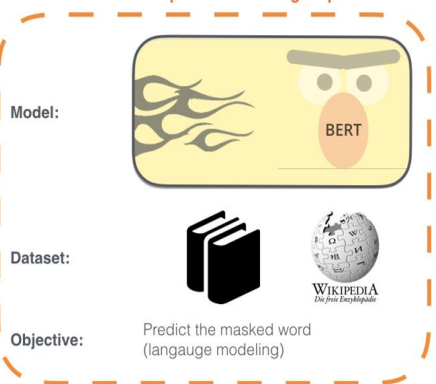 Model:
BERT
Dataset:
WIKIPEDIA
Die freie Enzyklopädie
Objective:
Predict the masked word
(langauge modeling)